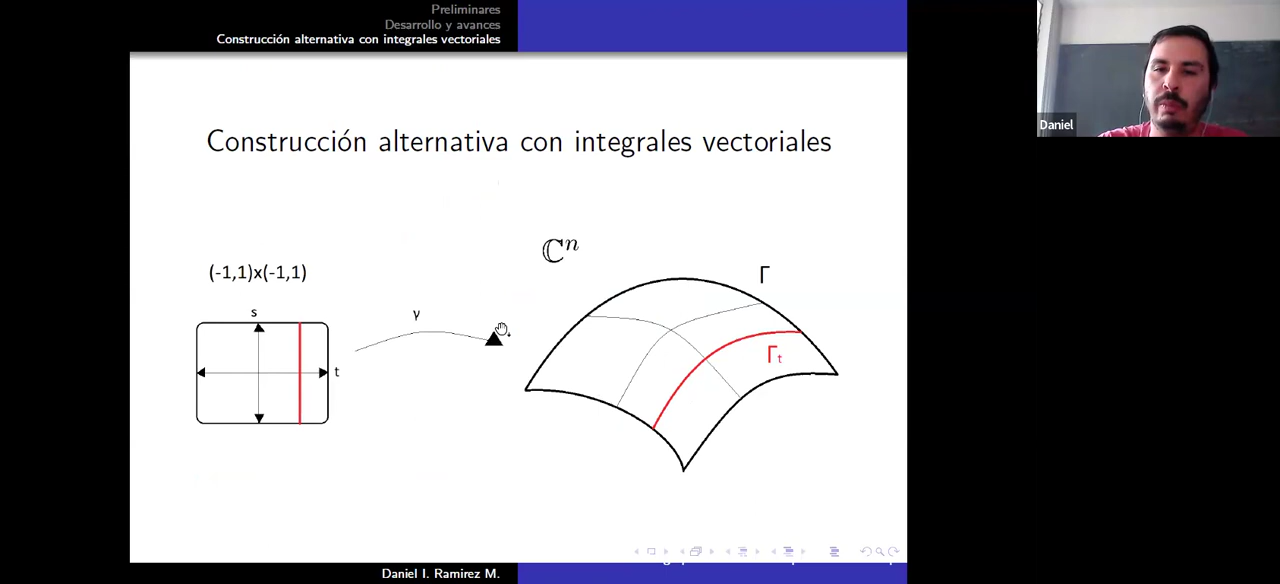 Preliminares
Desarrollo y avances
Construcción alternativa con integrales vectoriales
Daniel
Construcción alternativa con integrales vectoriales
ℂⁿ
(-1,1)x(-1,1)
Γ
s
γ
Γt
t
Daniel I. Ramirez M.